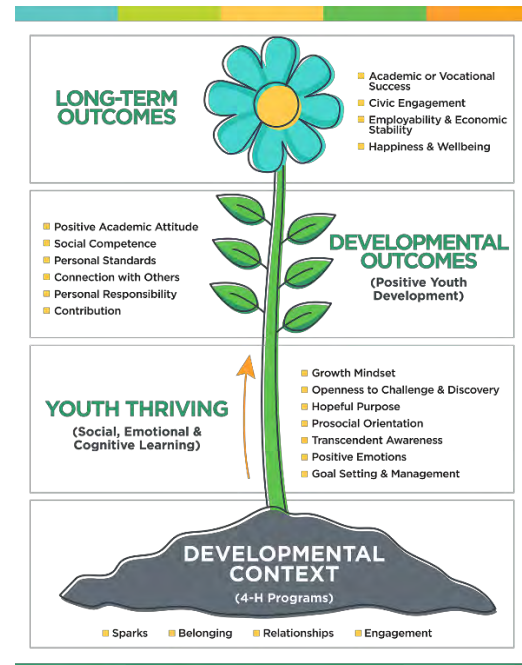 LONG-TERM
OUTCOMES
Academic or Vocational
Success
Civic Engagement
Employability & Economic
Stability
Happiness & Wellbeing
Positive Academic Attitude
Social Competence
Personal Standards
Connection with Others
Personal Responsibility
Contribution
DEVELOPMENTAL
OUTCOMES
(Positive Youth
Development)
YOUTH THRIVING
(Social, Emotional &
Cognitive Learning)
Growth Mindset
Openness to Challenge & Discovery
Hopeful Purpose
Prosocial Orientation
Transcendent Awareness
Positive Emotions
Goal Setting & Management
DEVELOPMENTAL
CONTEXT
(4-H Programs)
Sparks Belonging Relationships Engagement